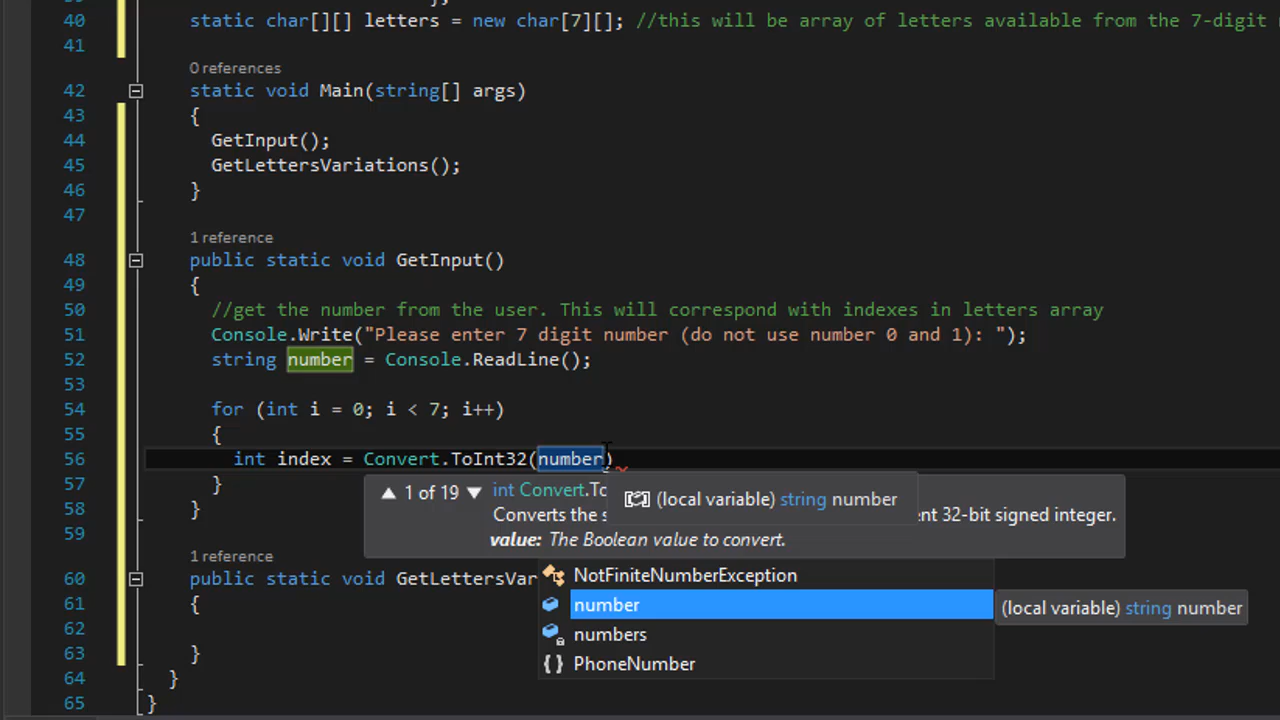 40 static char[][] letters = new char[7][]; //this will be array of letters available from the 7-digit
41
0 references
42 static void Main(string[] args)
43 {
44 GetInput();
45 GetLettersVariations();
46 }
47
1 reference
48 public static void GetInput()
49 {
50 //get the number from the user. This will correspond with indexes in letters array
51 Console.Write("Please enter 7 digit number (do not use number 0 and 1): ");
52 string number = Console.ReadLine();
53
54 for (int i = 0; i < 7; i++)
55 {
56 int index = Convert.ToInt32(number)
57 }
▲ 1 of 19 ▼ int Convert.To
(local variable) string number
Converts the s ent 32-bit signed integer.
value: The Boolean value to convert.
58 }
59
1 reference
60 public static void GetLettersVar
NotFiniteNumberException
61 {
number
(local variable) string number
62
numbers
63 }
{ } PhoneNumber
64 }
65 }